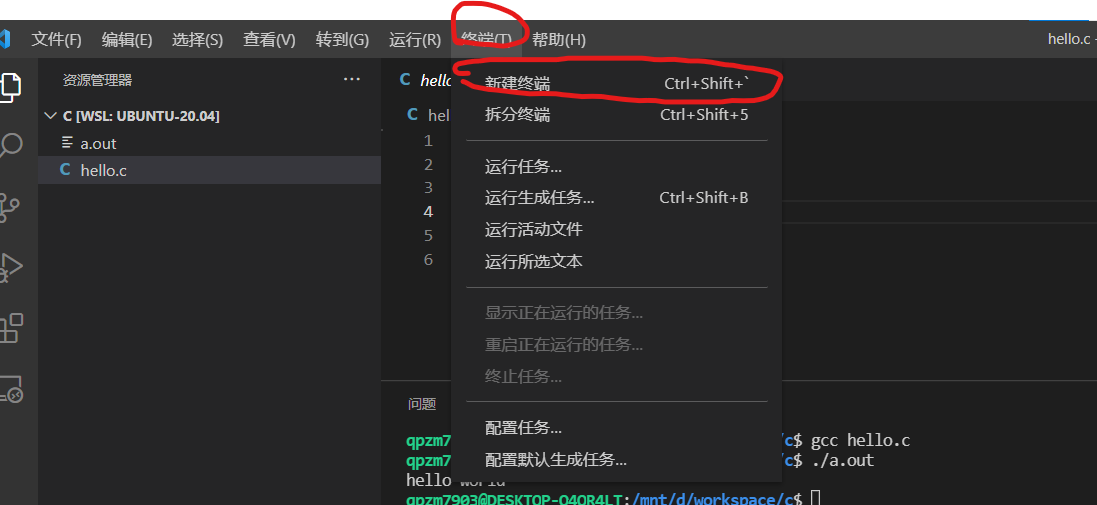 文件(F) 编辑(E) 选择(S) 查看(V) 转到(G) 运行(R) 终端(T) 帮助(H) hello.c -
资源管理器 ···
C [WSL: UBUNTU-20.04]
a.out
C hello.c
C hello
新建终端 Ctrl+Shift+`
C hel
拆分终端 Ctrl+Shift+5
1
2
运行任务...
3
运行生成任务... Ctrl+Shift+B
4
运行活动文件
5
6
运行所选文本
显示正在运行的任务...
重启正在运行的任务...
终止任务...
问题
配置任务...
qpzm7 /c$ gcc hello.c
配置默认生成任务...
qpzm7 /c$ ./a.out
hello world
qpzm7903@DESKTOP-O4OR4LT:/mnt/d/workspace/c$